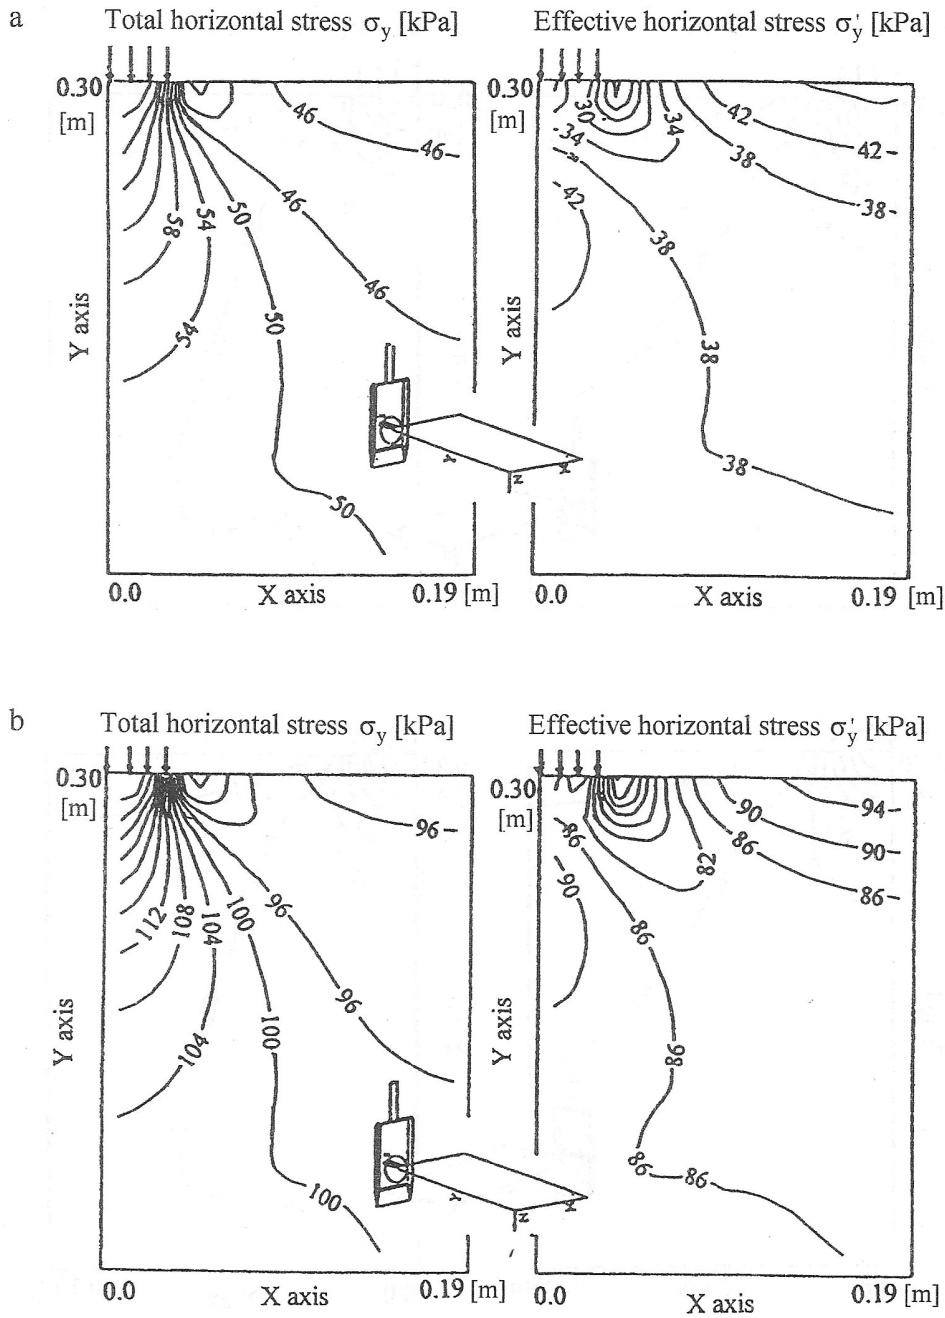 a
Total horizontal stress σy [kPa]
Effective horizontal stress σy' [kPa]
0.30
[m]
46
46
46
46
50
54
58
50
54
50
Y axis
0.0
X axis
0.19 [m]
Y
Z
X
0.30
[m]
30
34
34
42
42
42
38
38
38
38
38
Y axis
0.0
X axis
0.19 [m]
b
Total horizontal stress σy [kPa]
Effective horizontal stress σy' [kPa]
0.30
[m]
96
96
96
100
104
108
112
100
104
100
Y axis
0.0
X axis
0.19 [m]
Y
Z
X
0.30
[m]
94
90
90
86
86
86
82
90
86
86
86
86
Y axis
0.0
X axis
0.19 [m]